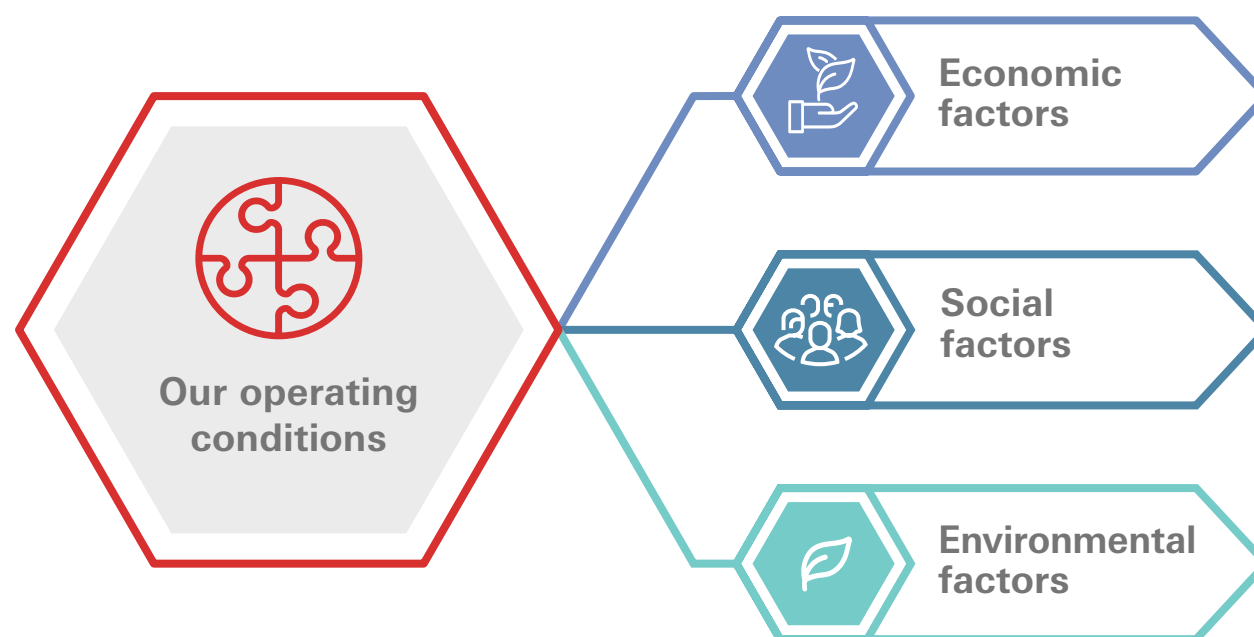 Our operating
conditions
Economic
factors
Social
factors
Environmental
factors